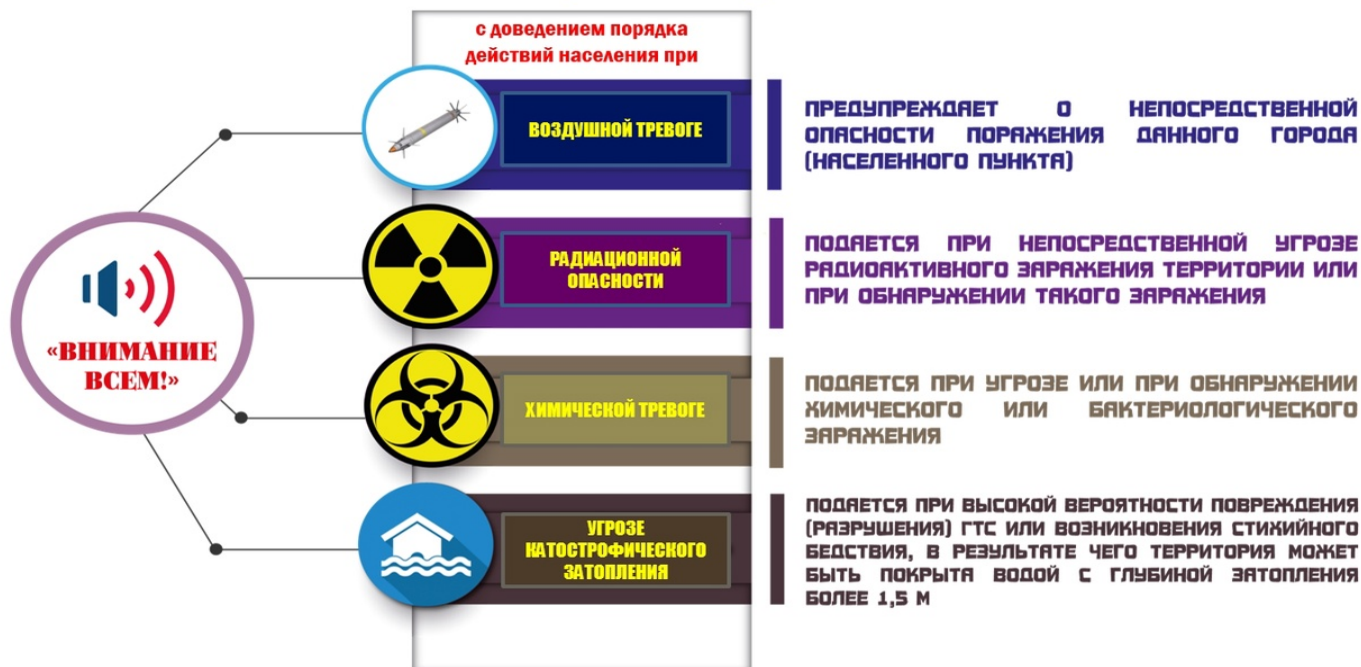 с доведением порядка
действий населения при
ВОЗДУШНОЙ ТРЕВОГЕ
ПРЕДУПРЕЖДАЕТ О НЕПОСРЕДСТВЕННОЙ
ОПАСНОСТИ ПОРАЖЕНИЯ ДАННОГО ГОРОДА
(НАСЕЛЕННОГО ПУНКТА)
РАДИАЦИОННОЙ
ОПАСНОСТИ
ПОДАЕТСЯ ПРИ НЕПОСРЕДСТВЕННОЙ УГРОЗЕ
РАДИОАКТИВНОГО ЗАРАЖЕНИЯ ТЕРРИТОРИИ ИЛИ
ПРИ ОБНАРУЖЕНИИ ТАКОГО ЗАРАЖЕНИЯ
«ВНИМАНИЕ
ВСЕМ!»
ХИМИЧЕСКОЙ ТРЕВОГЕ
ПОДАЕТСЯ ПРИ УГРОЗЕ ИЛИ ПРИ ОБНАРУЖЕНИИ
ХИМИЧЕСКОГО ИЛИ БАКТЕРИОЛОГИЧЕСКОГО
ЗАРАЖЕНИЯ
УГРОЗЕ
КАТОСТРОФИЧЕСКОГО
ЗАТОПЛЕНИЯ
ПОДАЕТСЯ ПРИ ВЫСОКОЙ ВЕРОЯТНОСТИ ПОВРЕЖДЕНИЯ
(РАЗРУШЕНИЯ) ГТС ИЛИ ВОЗНИКНОВЕНИЯ СТИХИЙНОГО
БЕДСТВИЯ, В РЕЗУЛЬТАТЕ ЧЕГО ТЕРРИТОРИЯ МОЖЕТ
БЫТЬ ПОКРЫТА ВОДОЙ С ГЛУБИНОЙ ЗАТОПЛЕНИЯ
БОЛЕЕ 1,5 М